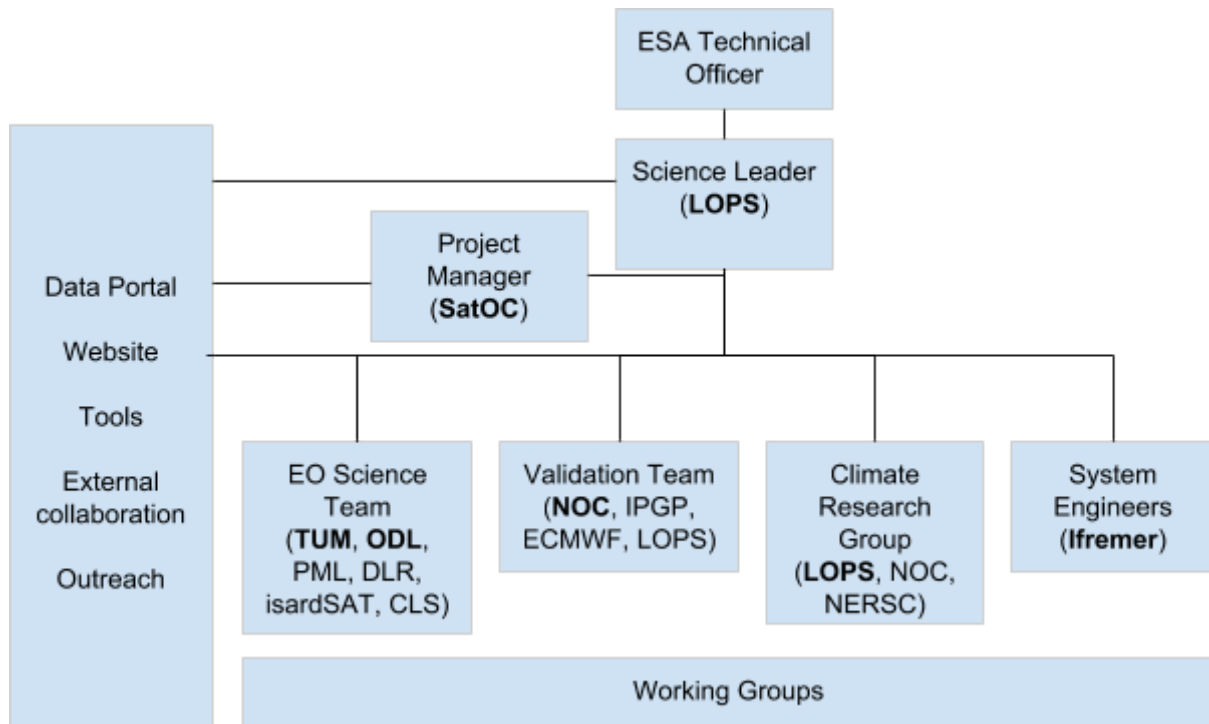 ESA Technical
Officer
Science Leader
(LOPS)
Project
Manager
(SatOC)
Data Portal
Website
Tools
External
collaboration
Outreach
EO Science
Team
(TUM, ODL,
PML, DLR,
isardSAT, CLS)
Validation Team
(NOC, IPGP,
ECMWF, LOPS)
Climate
Research
Group
(LOPS, NOC,
NERSC)
System
Engineers
(Ifremer)
Working Groups